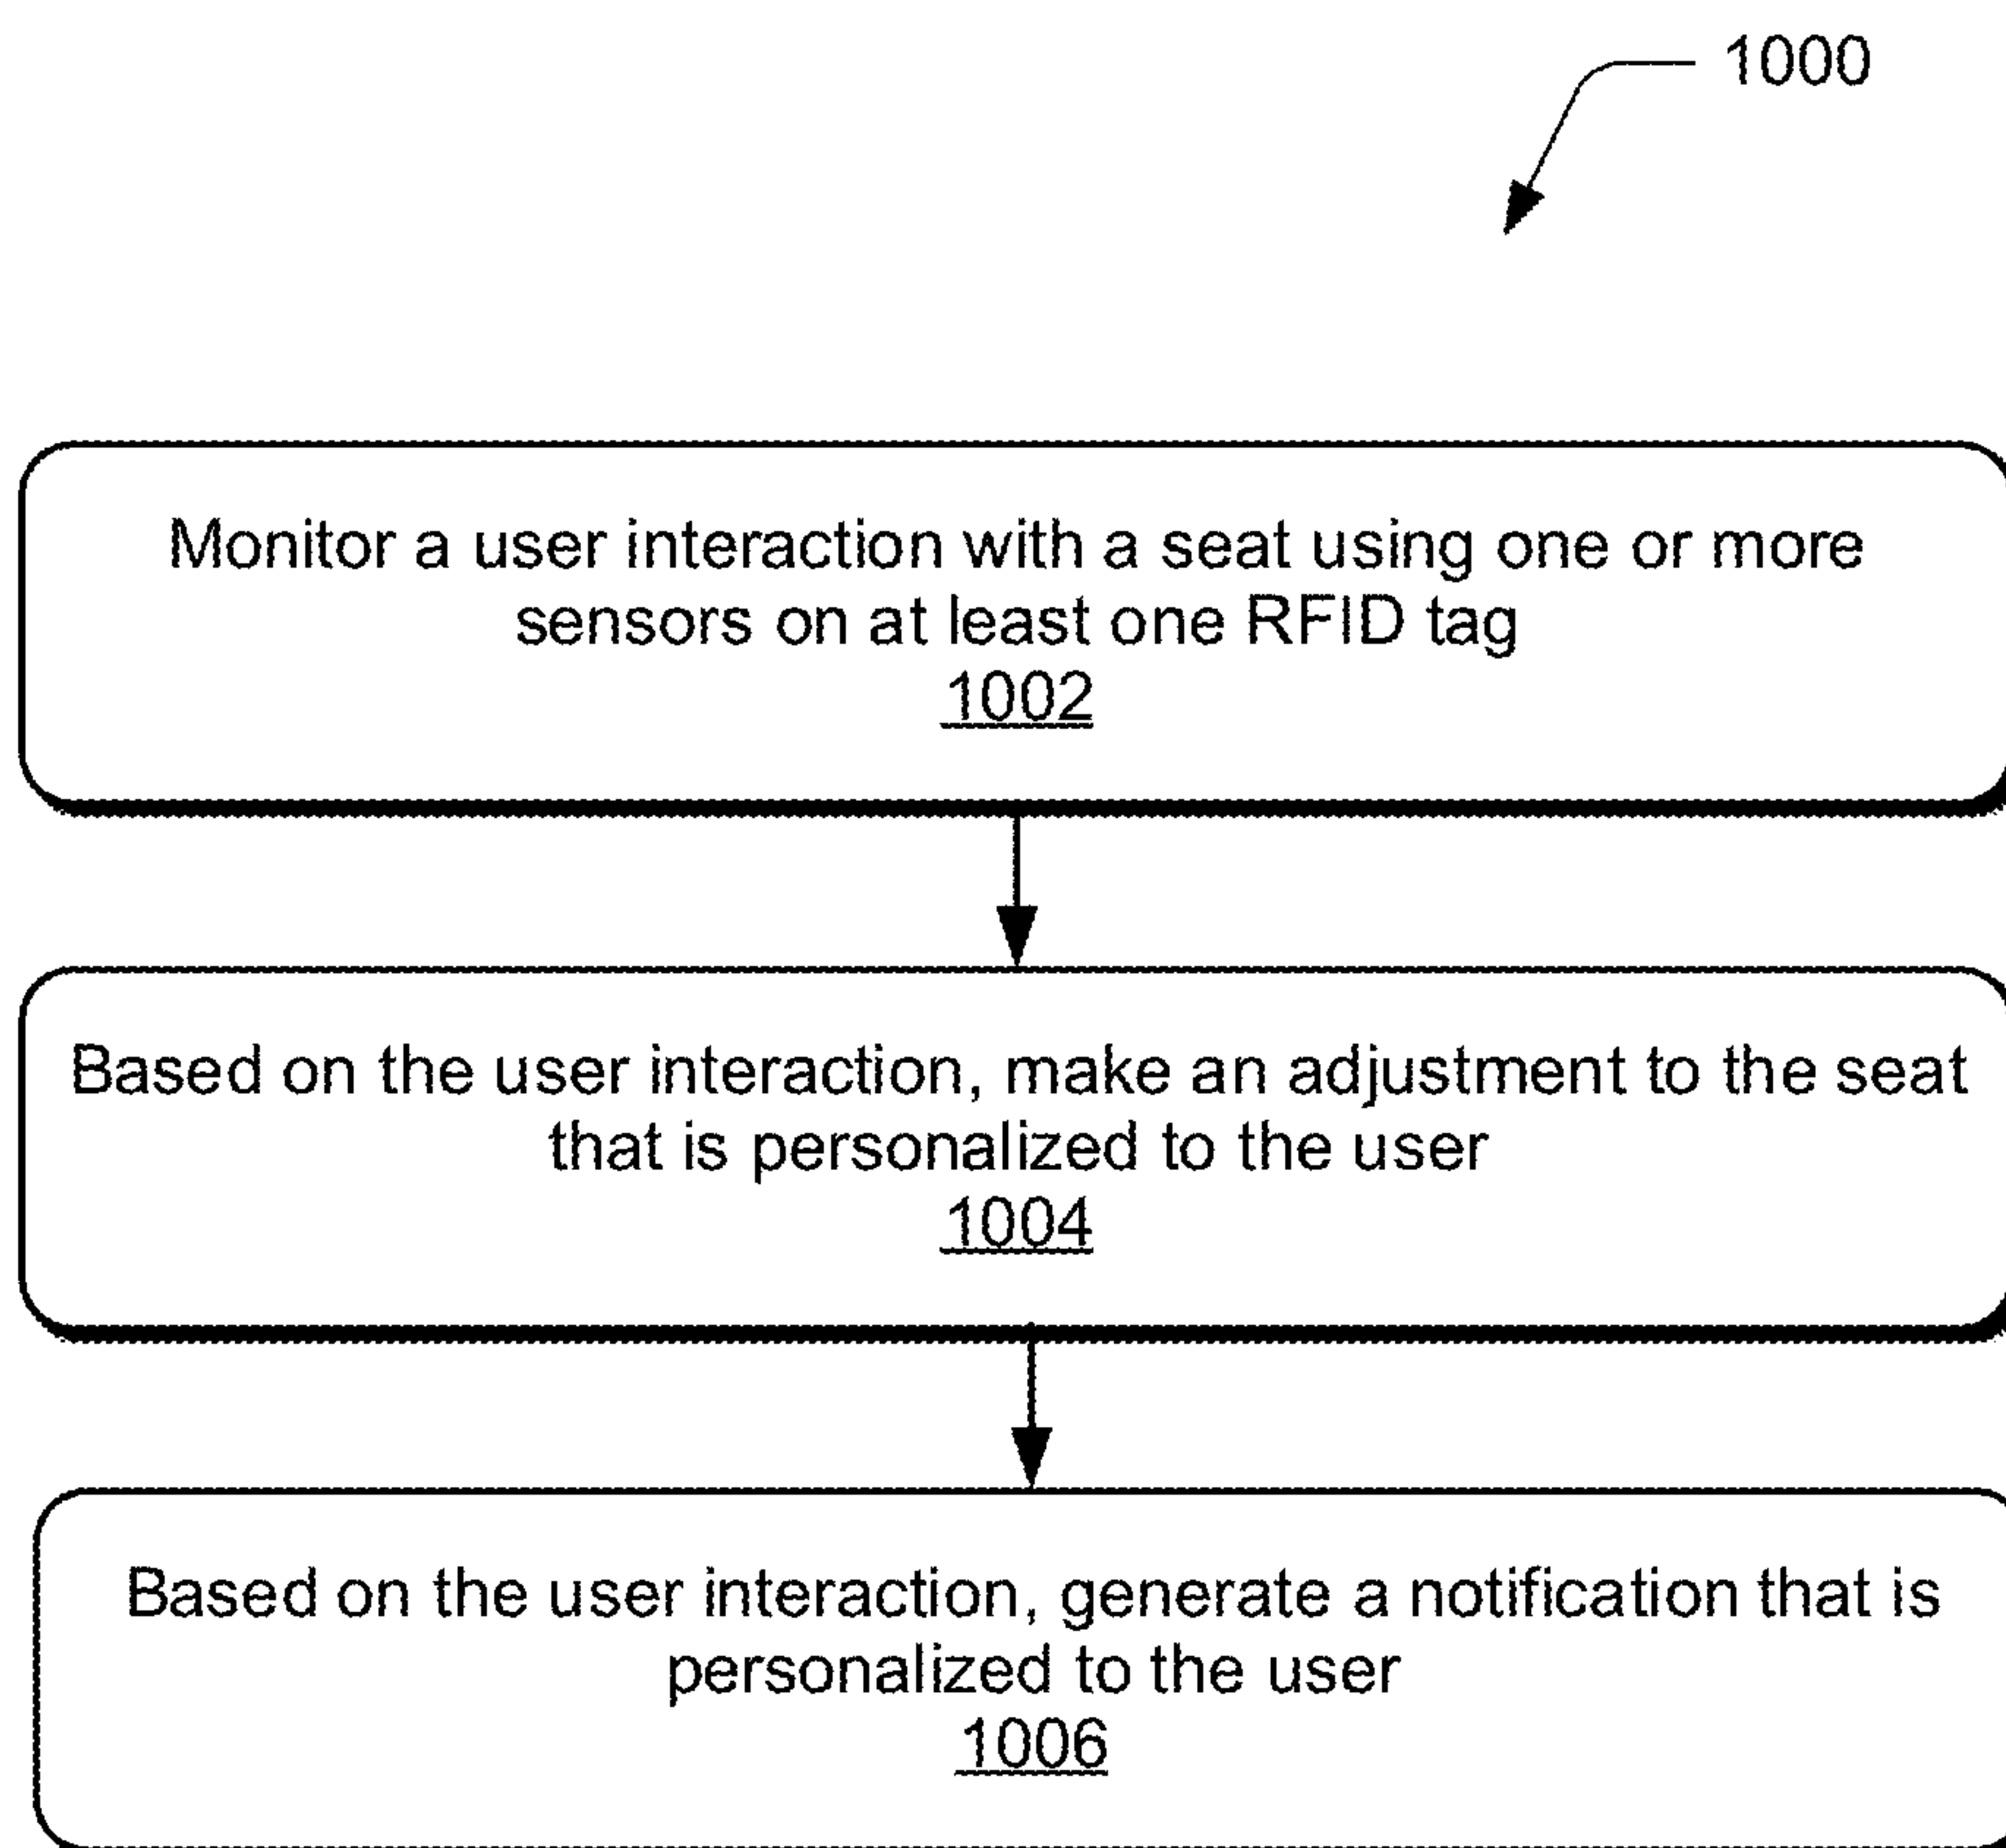 1000
Monitor a user interaction with a seat using one or more
sensors on at least one RFID tag
1002
Based on the user interaction, make an adjustment to the seat
that is personalized to the user
1004
Based on the user interaction, generate a notification that is
personalized to the user
1006